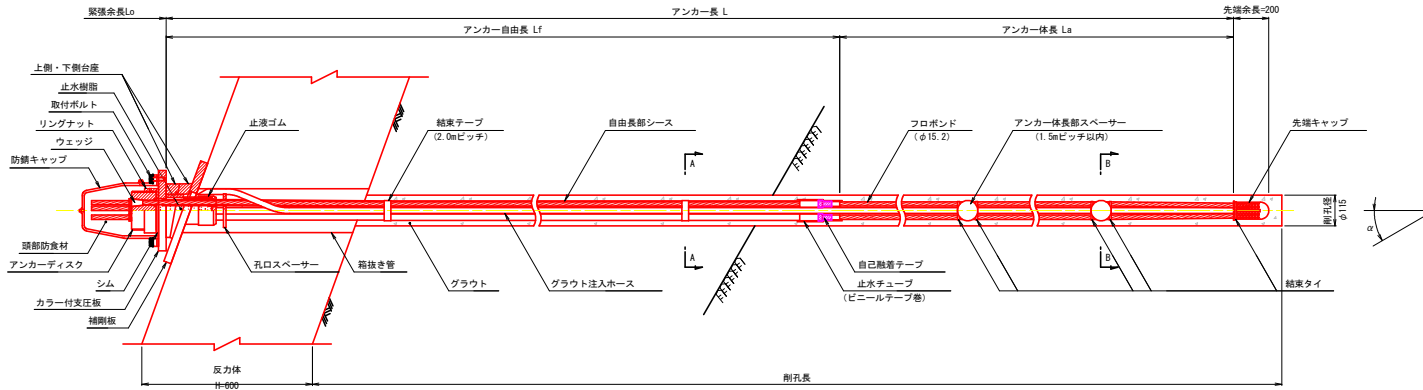 緊張余長Lo
アンカー長 L
先端余長=200
アンカー自由長 Lf
アンカー体長 La
上側・下側台座
止水樹脂
取付ボルト
リングナット
ウェッジ
防錆キャップ
止液ゴム
結束テープ
(2.0mピッチ)
自由長部シース
フロボンド
(φ15.2)
アンカー体長部スペーサー
(1.5mピッチ以内)
先端キャップ
A
B
削孔径
φ115
α
頭部防食材
アンカーディスク
シム
カラー付支圧板
補剛板
孔口スペーサー
箱抜き管
グラウト
グラウト注入ホース
A
自己融着テープ
止水チューブ
(ビニールテープ巻)
B
結束タイ
反力体
H-600
削孔長